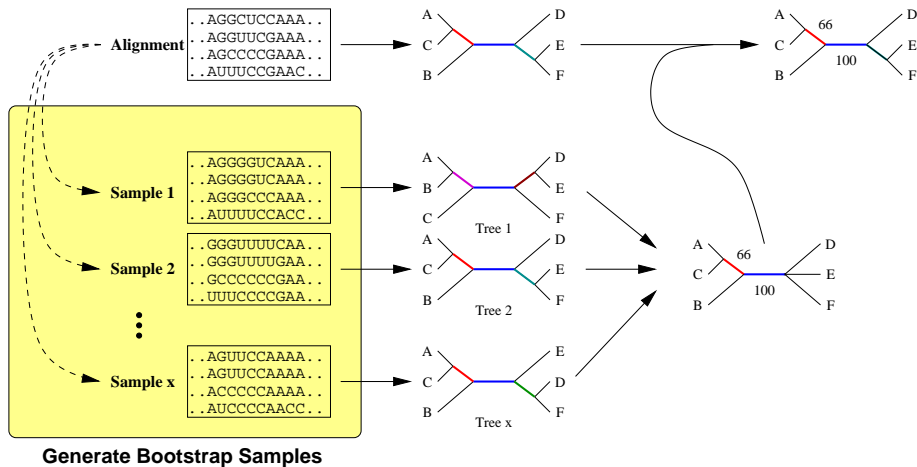 Alignment
..AGGCUCCAAA..
..AGGUUCGAAA..
..AGCCCCGAAA..
..AUUUCCGAAC..
A
C
B
D
E
F
A
C
B
66
100
D
E
F
Sample 1
..AGGGGUCAAA..
..AGGGGUCAAA..
..AGGGCCCAAA..
..AUUUUCCACC..
A
B
C
D
E
F
Tree 1
Sample 2
..GGGUUUUCAA..
..GGGUUUUGAA..
..GCCCCCCGAA..
..UUUCCCCGAA..
A
C
B
D
E
F
Tree 2
A
C
B
66
100
D
E
F
Sample x
..AGUUCCAAAA..
..AGUUCCAAAA..
..ACCCCCAAAA..
..AUCCCCAACC..
A
C
B
E
D
F
Tree x
Generate Bootstrap Samples